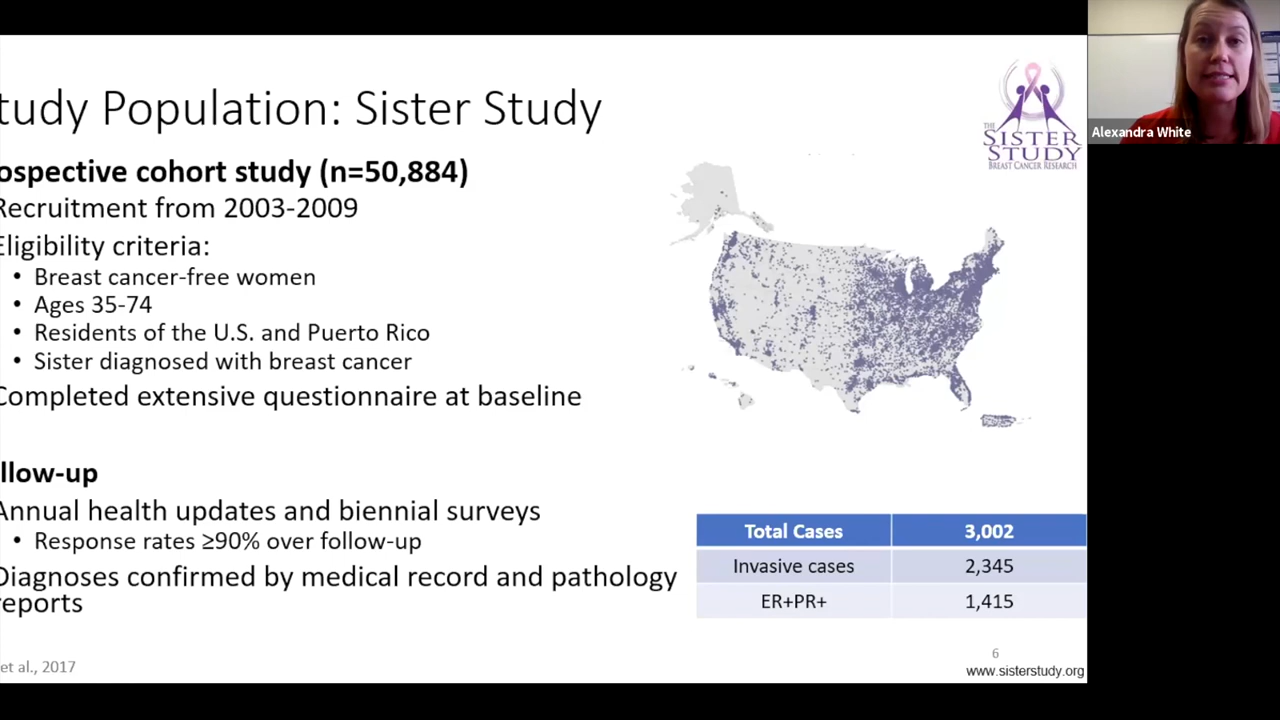 tudy Population: Sister Study
ospective cohort study (n=50,884)
Recruitment from 2003-2009
Eligibility criteria:
• Breast cancer-free women
• Ages 35-74
• Residents of the U.S. and Puerto Rico
• Sister diagnosed with breast cancer
Completed extensive questionnaire at baseline
llow-up
Annual health updates and biennial surveys
• Response rates ≥90% over follow-up
Diagnoses confirmed by medical record and pathology
reports
et al., 2017
THE
SISTER
STUDY
BREAST CANCER RESEARCH
Total Cases 3,002
Invasive cases 2,345
ER+PR+ 1,415
6
www.sisterstudy.org
Alexandra White